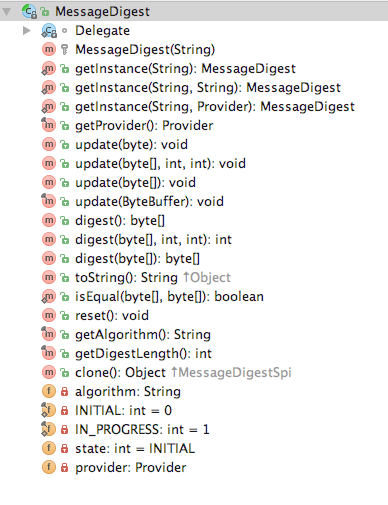 MessageDigest
Delegate
MessageDigest(String)
getInstance(String): MessageDigest
getInstance(String, String): MessageDigest
getInstance(String, Provider): MessageDigest
getProvider(): Provider
update(byte): void
update(byte[], int, int): void
update(byte[]): void
update(ByteBuffer): void
digest(): byte[]
digest(byte[], int, int): int
digest(byte[]): byte[]
toString(): String ↑Object
isEqual(byte[], byte[]): boolean
reset(): void
getAlgorithm(): String
getDigestLength(): int
clone(): Object ↑MessageDigestSpi
algorithm: String
INITIAL: int = 0
IN_PROGRESS: int = 1
state: int = INITIAL
provider: Provider